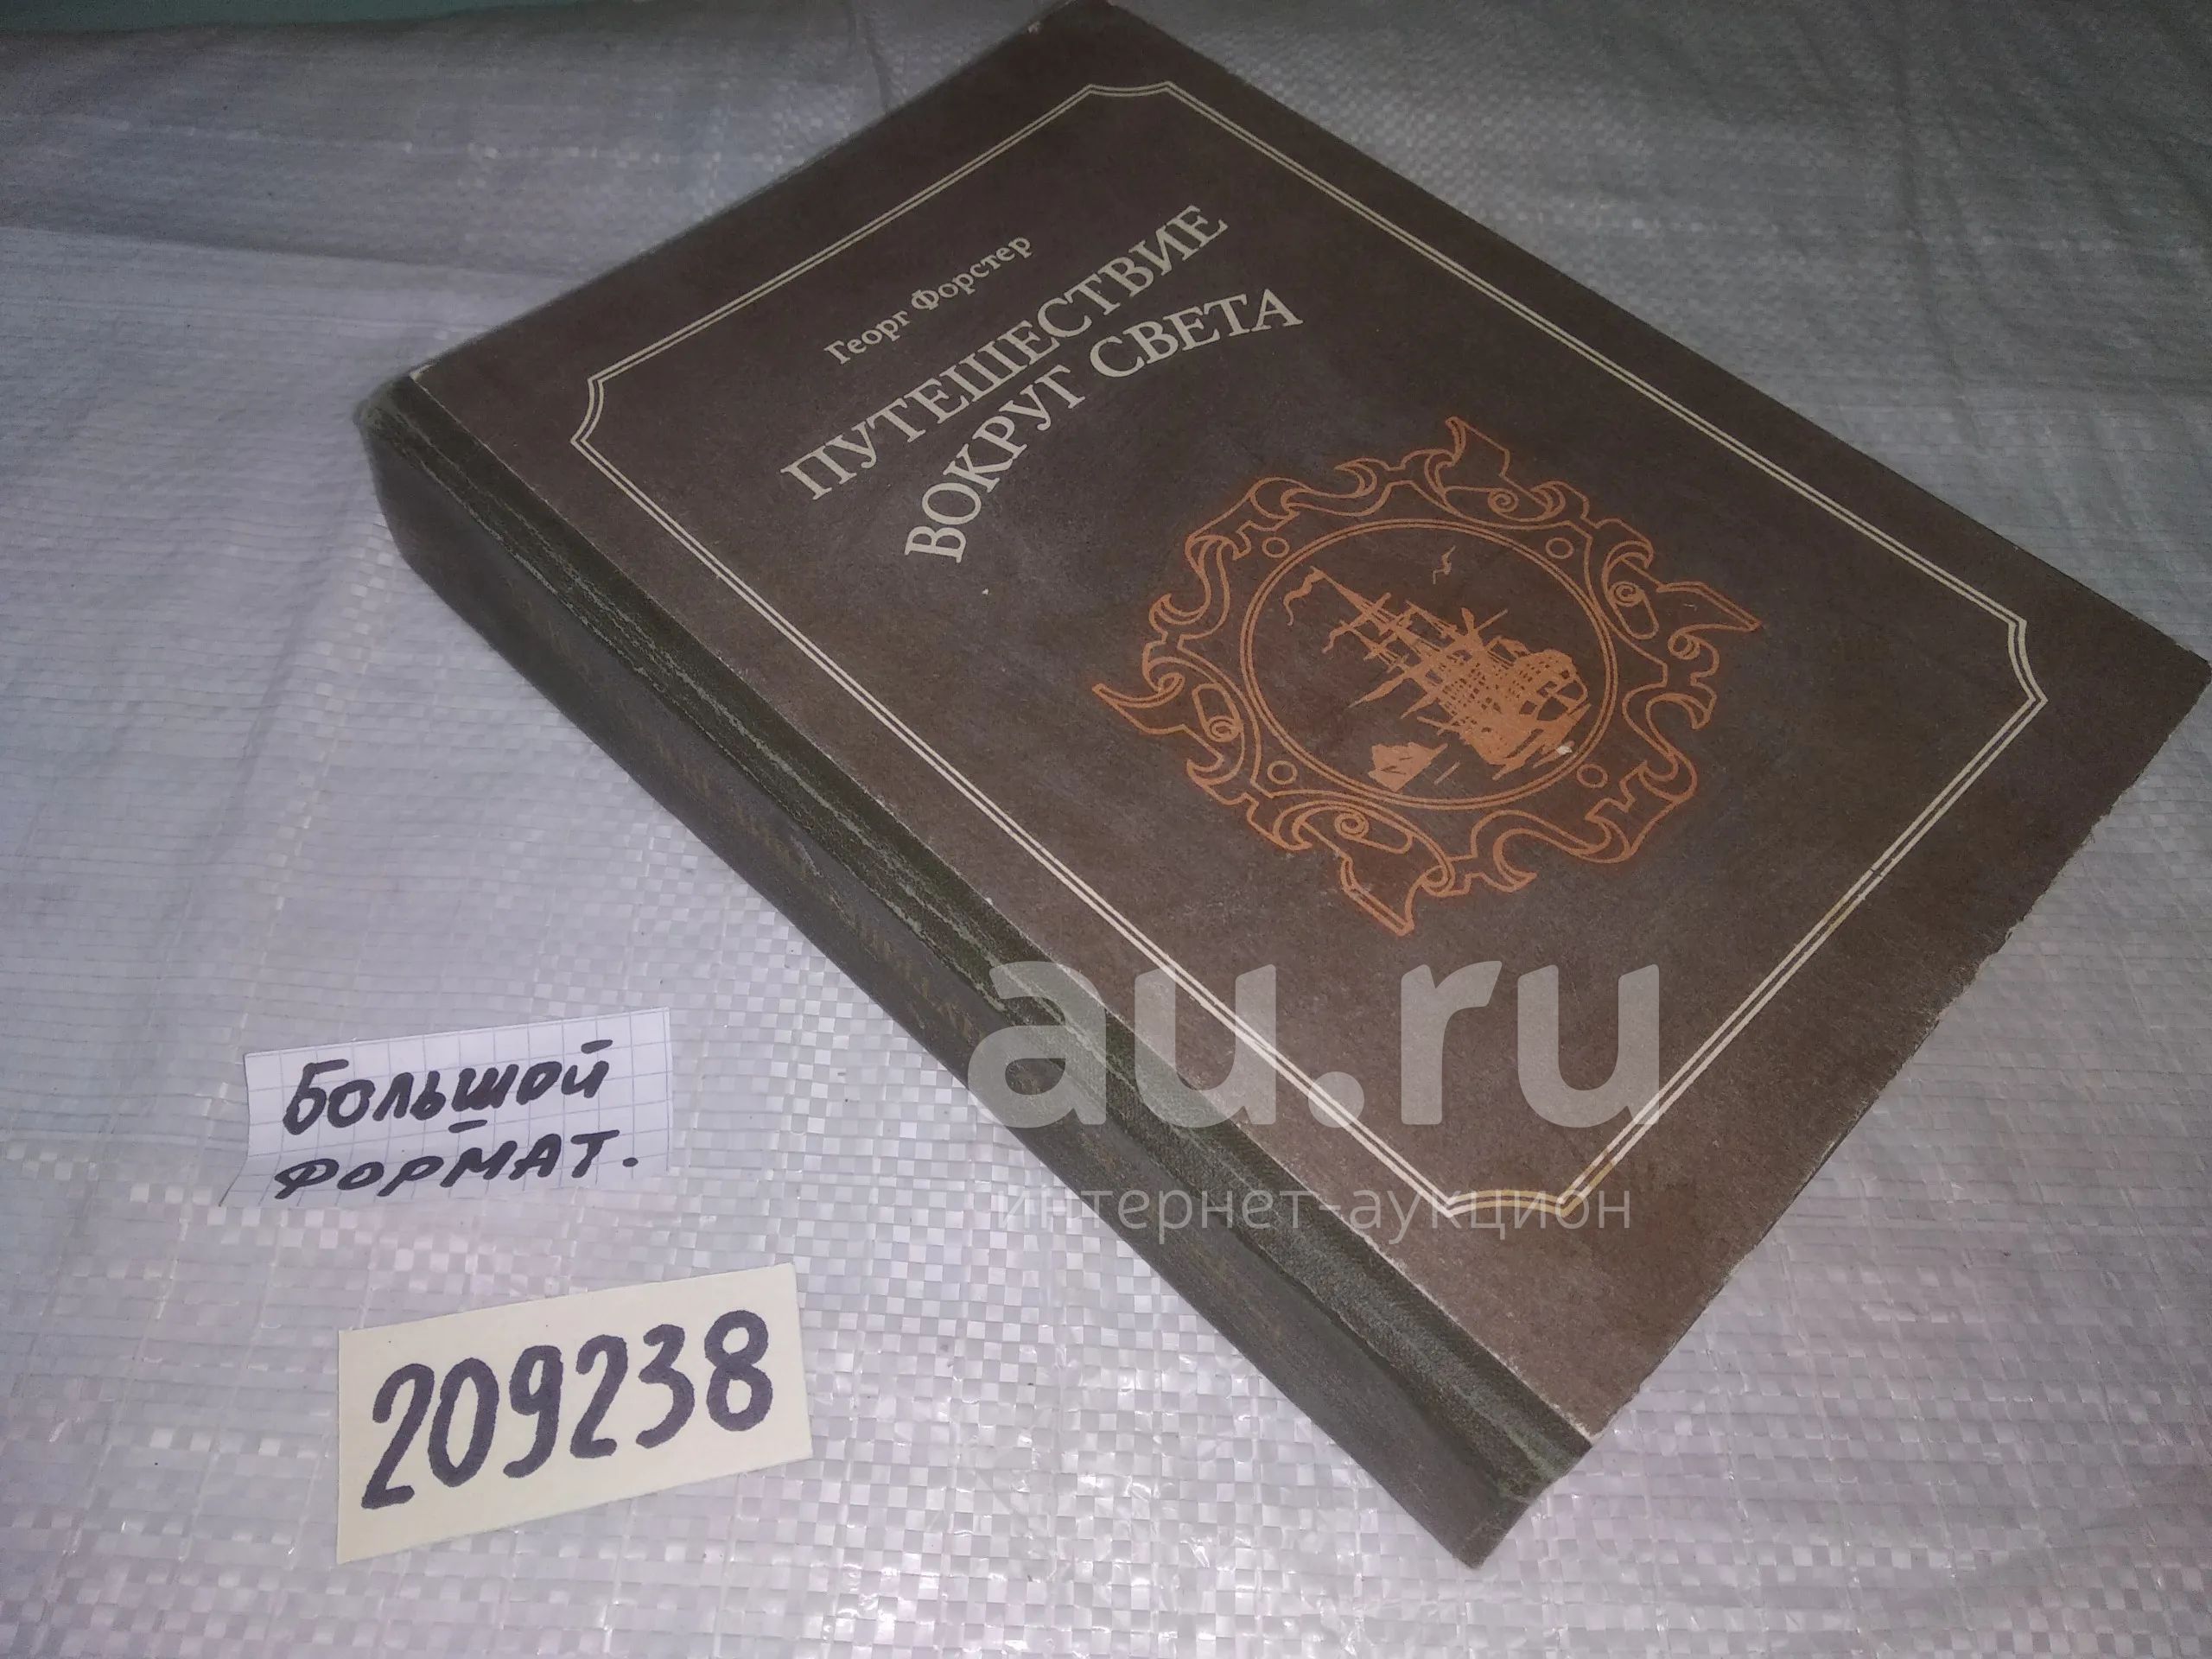 Георг Форстер
ПУТЕШЕСТВИЕ
ВОКРУГ СВЕТА
au.ru
интернет-аукцион
БОЛЬШОЙ
ФОРМАТ.
209238